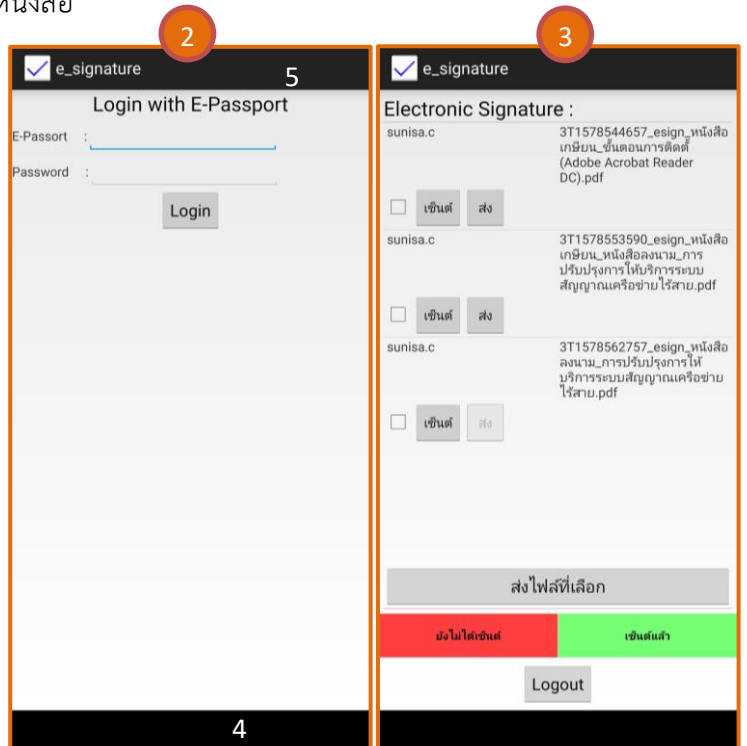 ที่หนังสือ
2
e_signature
5
Login with E-Passport
E-Passort :
Password :
Login
4
3
e_signature
Electronic Signature :
sunisa.c
3T1578544657_esign_หนังสือ
เกษียน_ขั้นตอนการติดตั้
(Adobe Acrobat Reader
DC).pdf
เซ็นต์ ส่ง
sunisa.c
3T1578553590_esign_หนังสือ
เกษียน_หนังสือลงนาม_การ
ปรับปรุงการให้บริการระบบ
สัญญาณเครือข่ายไร้สาย.pdf
เซ็นต์ ส่ง
sunisa.c
3T1578562757_esign_หนังสือ
ลงนาม_การปรับปรุงการให้
บริการระบบสัญญาณเครือข่าย
ไร้สาย.pdf
เซ็นต์ ส่ง
ส่งไฟล์ที่เลือก
ยังไม่ได้เซ็นต์ เซ็นต์แล้ว
Logout